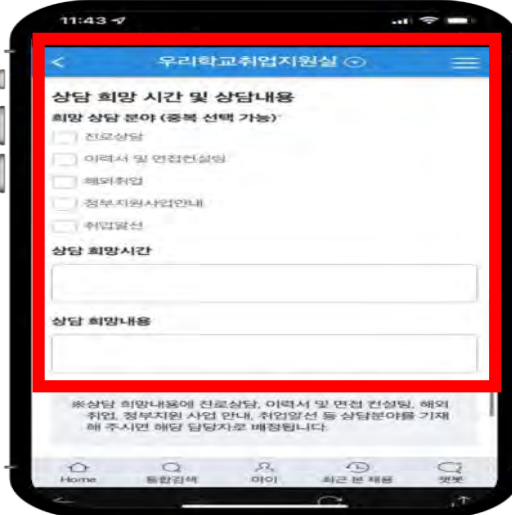 11:43
우리학교취업지원실
상담 희망 시간 및 상담내용
희망 상담 분야 (중복 선택 가능)*
진로상담
이력서 및 면접컨설팅
해외취업
정부지원사업안내
취업알선
상담 희망시간
상담 희망내용
※상담 희망내용에 진로상담, 이력서 및 면접 컨설팅, 해외
취업, 정부지원 사업 안내, 취업알선 등 상담분야를 기재
해 주시면 해당 담당자로 배정됩니다.
Home 통합검색 마이 최근 본 채용 챗봇